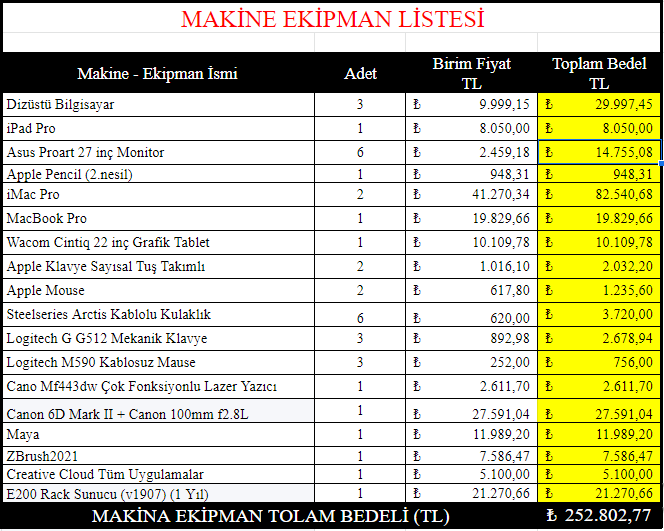 MAKİNE EKİPMAN LİSTESİ
Makine - Ekipman İsmi Adet Birim Fiyat TL Toplam Bedel TL
Dizüstü Bilgisayar 3 ₺ 9.999,15 ₺ 29.997,45
iPad Pro 1 ₺ 8.050,00 ₺ 8.050,00
Asus Proart 27 inç Monitor 6 ₺ 2.459,18 ₺ 14.755,08
Apple Pencil (2.nesil) 1 ₺ 948,31 ₺ 948,31
iMac Pro 2 ₺ 41.270,34 ₺ 82.540,68
MacBook Pro 1 ₺ 19.829,66 ₺ 19.829,66
Wacom Cintiq 22 inç Grafik Tablet 1 ₺ 10.109,78 ₺ 10.109,78
Apple Klavye Sayısal Tuş Takımlı 2 ₺ 1.016,10 ₺ 2.032,20
Apple Mouse 2 ₺ 617,80 ₺ 1.235,60
Steelseries Arctis Kablolu Kulaklık 6 ₺ 620,00 ₺ 3.720,00
Logitech G G512 Mekanik Klavye 3 ₺ 892,98 ₺ 2.678,94
Logitech M590 Kablosuz Mause 3 ₺ 252,00 ₺ 756,00
Cano Mf443dw Çok Fonksiyonlu Lazer Yazıcı 1 ₺ 2.611,70 ₺ 2.611,70
Canon 6D Mark II + Canon 100mm f2.8L 1 ₺ 27.591,04 ₺ 27.591,04
Maya 1 ₺ 11.989,20 ₺ 11.989,20
ZBrush2021 1 ₺ 7.586,47 ₺ 7.586,47
Creative Cloud Tüm Uygulamalar 1 ₺ 5.100,00 ₺ 5.100,00
E200 Rack Sunucu (v1907) (1 Yıl) 1 ₺ 21.270,66 ₺ 21.270,66
MAKİNA EKİPMAN TOLAM BEDELİ (TL) ₺ 252.802,77